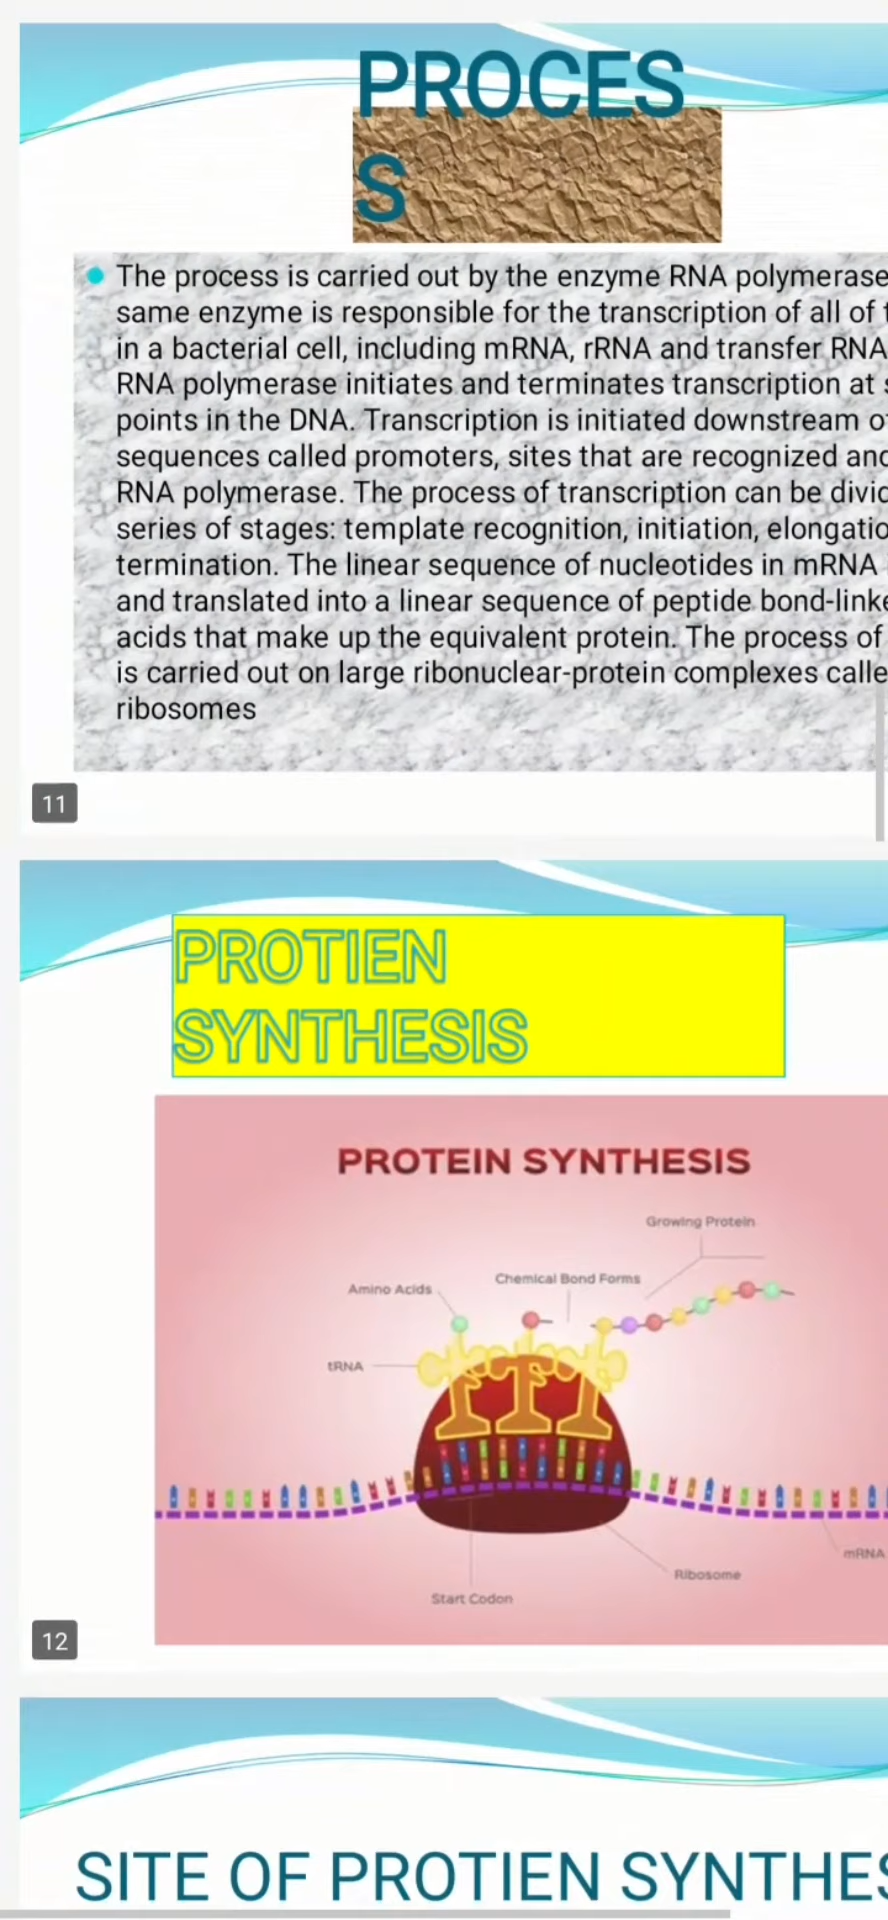 PROCES
S
The process is carried out by the enzyme RNA polymerase
same enzyme is responsible for the transcription of all of
in a bacterial cell, including mRNA, rRNA and transfer RNA
RNA polymerase initiates and terminates transcription at
points in the DNA. Transcription is initiated downstream
sequences called promoters, sites that are recognized
RNA polymerase. The process of transcription can be
series of stages: template recognition, initiation,
termination. The linear sequence of nucleotides in mRNA
and translated into a linear sequence of peptide
acids that make up the equivalent protein. The process of
is carried out on large ribonuclear-protein complexes
ribosomes
11
PROTIEN
SYNTHESIS
PROTEIN SYNTHESIS
Growing Protein
Chemical Bond Forms
Amino Acids
tRNA
mRNA
Ribosome
Start Codon
12
SITE OF PROTIEN